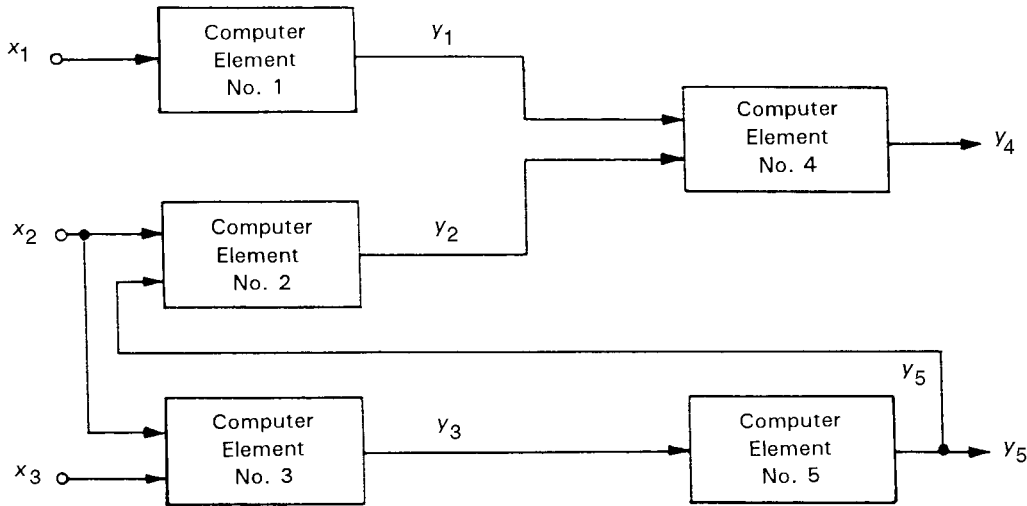 x1
Computer
Element
No. 1
y1
Computer
Element
No. 4
y4
x2
Computer
Element
No. 2
y2
y5
x3
Computer
Element
No. 3
y3
Computer
Element
No. 5
y5